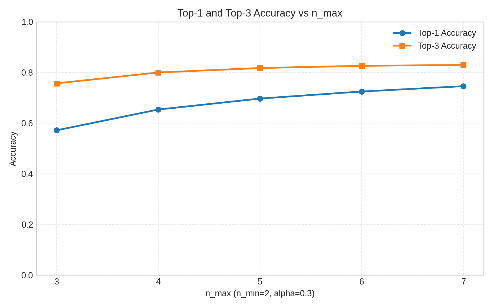 Top-1 and Top-3 Accuracy vs n_max
Top-1 Accuracy
Top-3 Accuracy
Accuracy
1.0
0.8
0.6
0.4
0.2
0.0
3 4 5 6 7
n_max (n_min=2, alpha=0.3)